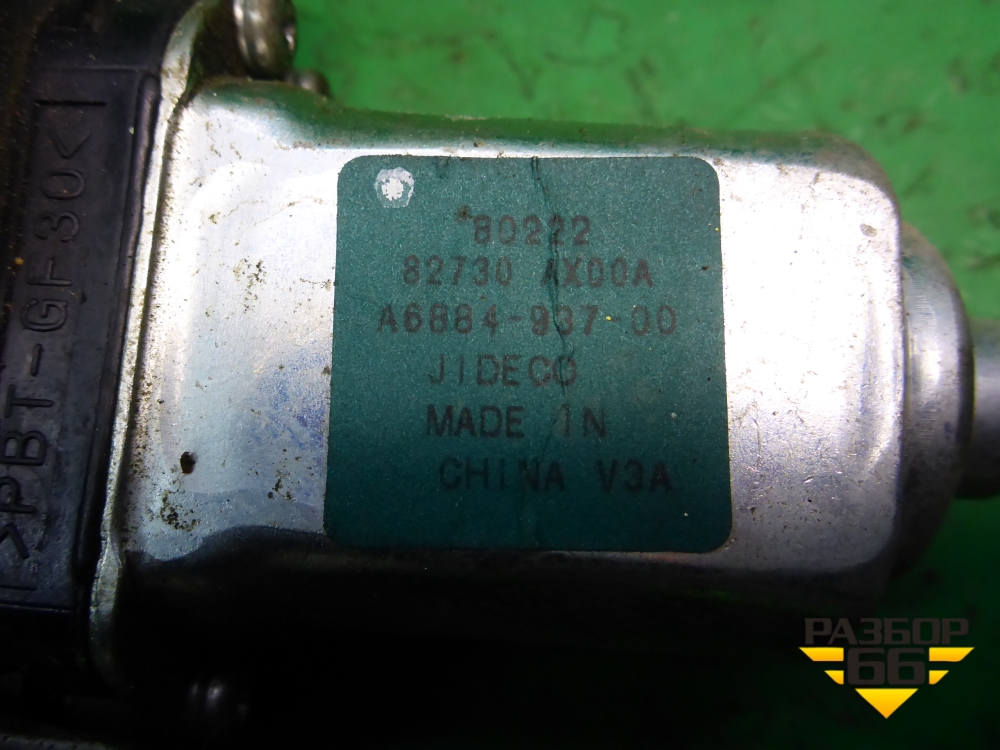 80222
82730 AX00A
A6884-937-00
JIDECO
MADE IN
CHINA V3A
>PBT-GF30<
РАЗБОР
66